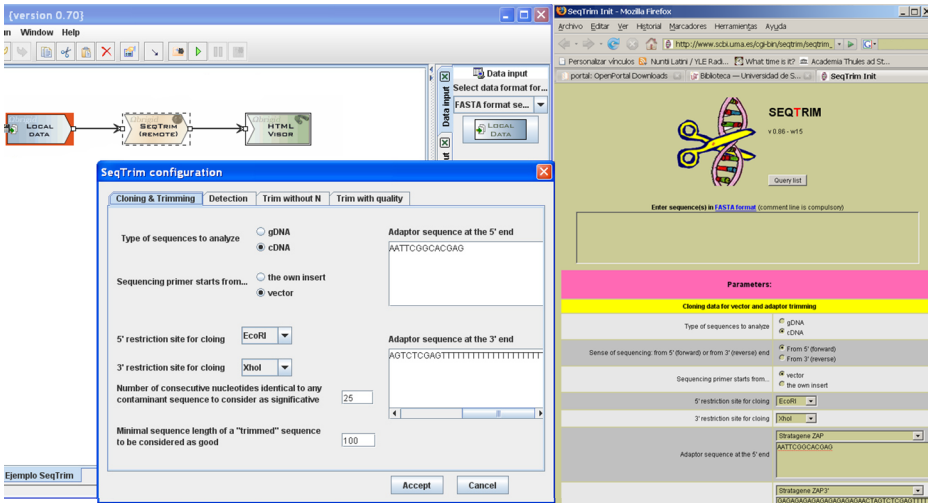 {version 0.70}
Window Help
Data input
Select data format for...
FASTA format se...
Data input
LOCAL DATA
LOCAL DATA
SEQTRIM (REMOTE)
HTML VISOR
SeqTrim configuration
Cloning & Trimming Detection Trim without N Trim with quality
Type of sequences to analyze
gDNA
cDNA
Sequencing primer starts from...
the own insert
vector
5' restriction site for cloing EcoRI
3' restriction site for cloing XhoI
Number of consecutive nucleotides identical to any
contaminant sequence to consider as significative 25
Minimal sequence length of a "trimmed" sequence
to be considered as good 100
Adaptor sequence at the 5' end
AATTCGGCACGAG
Adaptor sequence at the 3' end
AGTCTCGAGTTTTTTTTTTTTTTTTTTT
Accept Cancel
Ejemplo SeqTrim
SeqTrim Init - Mozilla Firefox
Archivo Editar Ver Historial Marcadores Herramientas Ayuda
http://www.scbi.uma.es/cgi-bin/seqtrim/seqtrim_
Personalizar vínculos Nuntii Latini / YLE Radi... What time is it? Academia Thules ad St...
portal: OpenPortal Downloads Biblioteca — Universidad de S... SeqTrim Init
SEQTRIM
v 0.86 - w15
Query list
Enter sequence(s) in FASTA format (comment line is compulsory)
Parameters:
Cloning data for vector and adaptor trimming
Type of sequences to analyze
gDNA
cDNA
Sense of sequencing: from 5' (forward) or from 3' (reverse) end
From 5' (forward)
From 3' (reverse)
Sequencing primer starts from...
vector
the own insert
5' restriction site for cloing EcoRI
3' restriction site for cloing XhoI
Adaptor sequence at the 5' end
Stratagene ZAP
AATTCGGCACGAG
Stratagene ZAP3'